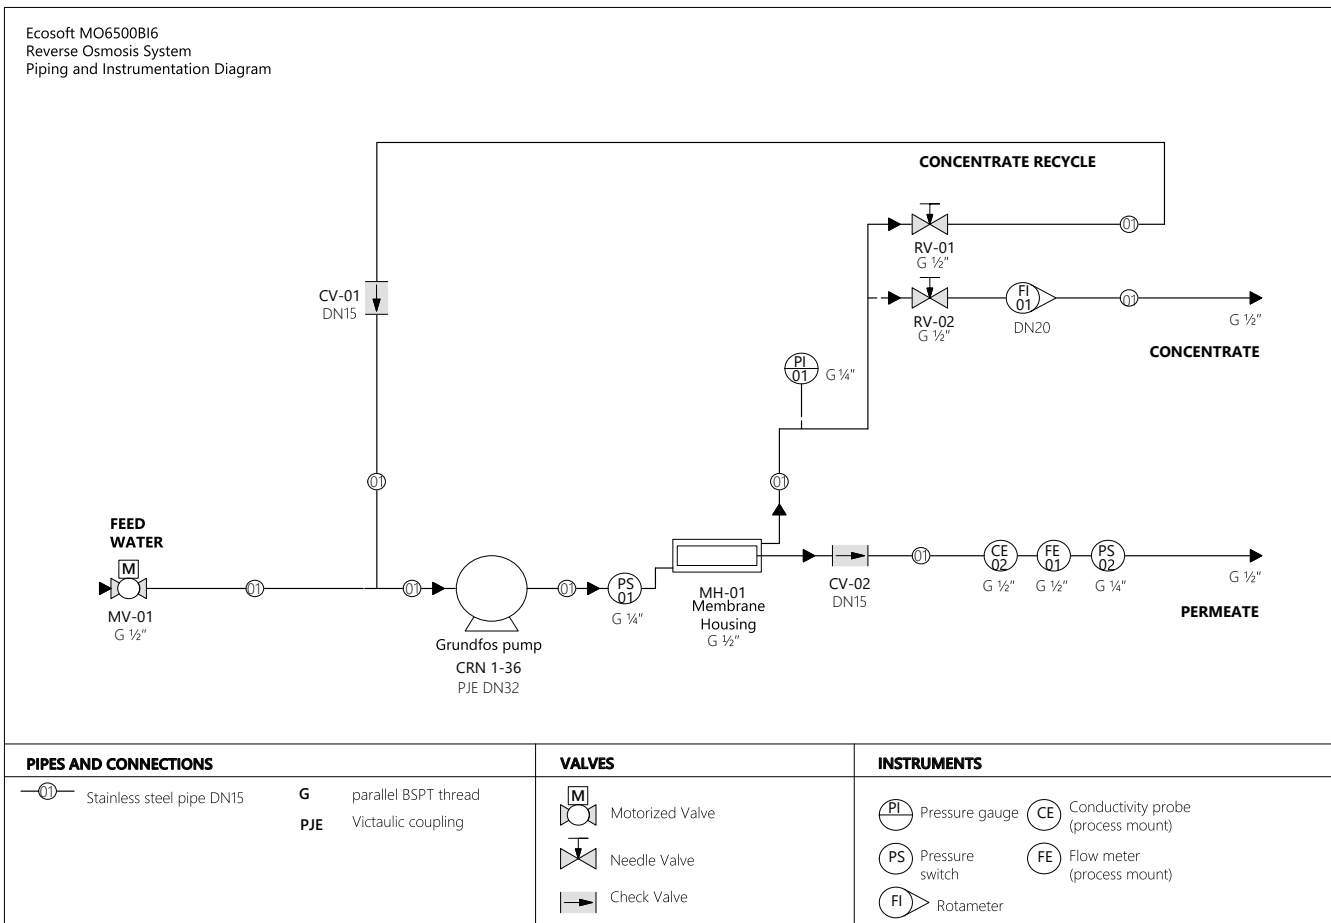 Ecosoft MO6500BI6
Reverse Osmosis System
Piping and Instrumentation Diagram
CONCENTRATE RECYCLE
01
RV-01
G ½"
CV-01
DN15
FI
01
01
RV-02
G ½"
DN20
G ½"
CONCENTRATE
PI
01
G ¼"
01
01
FEED
WATER
M
MV-01
G ½"
01
01
Grundfos pump
CRN 1-36
PJE DN32
01
PS
01
G ¼"
MH-01
Membrane
Housing
G ½"
CV-02
DN15
01
CE
02
G ½"
FE
01
G ½"
PS
02
G ¼"
G ½"
PERMEATE
PIPES AND CONNECTIONS
01 Stainless steel pipe DN15
G parallel BSPT thread
PJE Victaulic coupling
VALVES
M Motorized Valve
Needle Valve
Check Valve
INSTRUMENTS
PI Pressure gauge
CE Conductivity probe
(process mount)
PS Pressure
switch
FE Flow meter
(process mount)
FI Rotameter